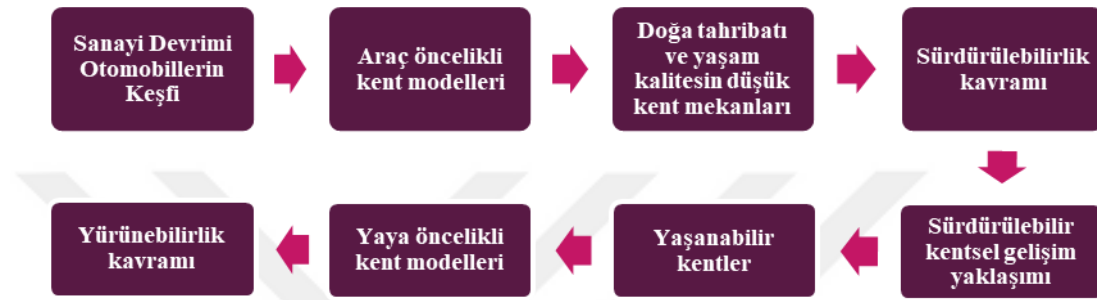 Sanayi Devrimi
Otomobillerin
Keşfi
Araç öncelikli
kent modelleri
Doğa tahribatı
ve yaşam
kalitesin düşük
kent mekanları
Sürdürülebilirlik
kavramı
Sürdürülebilir
kentsel gelişim
yaklaşımı
Yaşanabilir
kentler
Yaya öncelikli
kent modelleri
Yürünebilirlik
kavramı